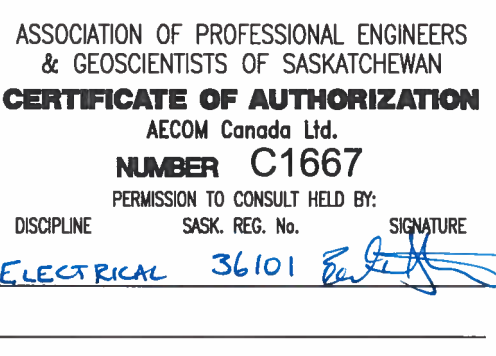 ASSOCIATION OF PROFESSIONAL ENGINEERS
& GEOSCIENTISTS OF SASKATCHEWAN
CERTIFICATE OF AUTHORIZATION
AECOM Canada Ltd.
NUMBER C1667
PERMISSION TO CONSULT HELD BY:
DISCIPLINE SASK. REG. No. SIGNATURE
ELECTRICAL 36101